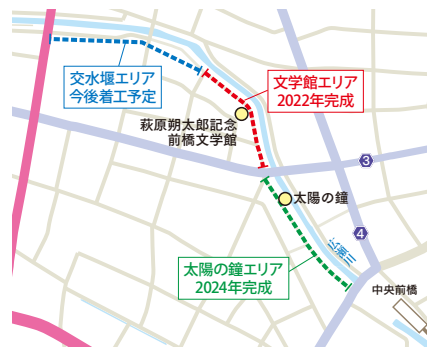 交水堰エリア
今後着工予定
文学館エリア
2022年完成
萩原朔太郎記念
前橋文学館
3
太陽の鐘
4
広瀬川
太陽の鐘エリア
2024年完成
中央前橋